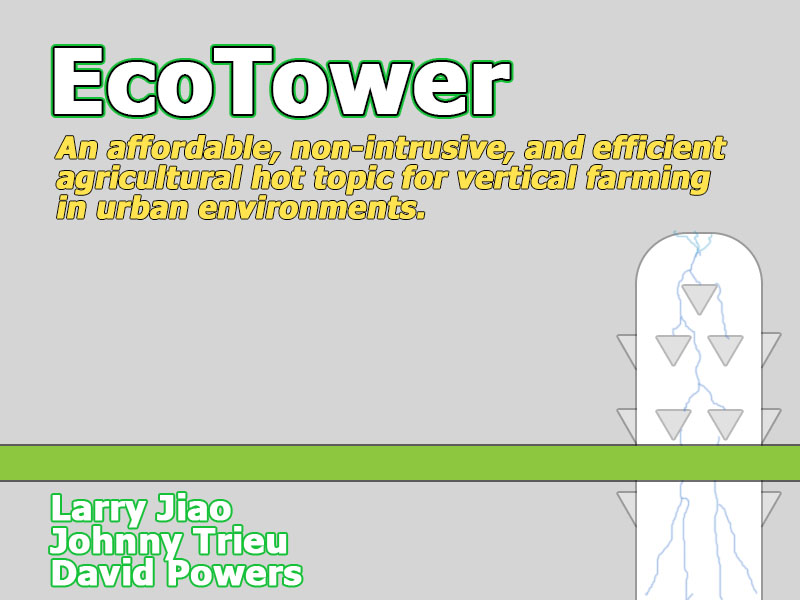 EcoTower
An affordable, non-intrusive, and efficient
agricultural hot topic for vertical farming
in urban environments.
Larry Jiao
Johnny Trieu
David Powers